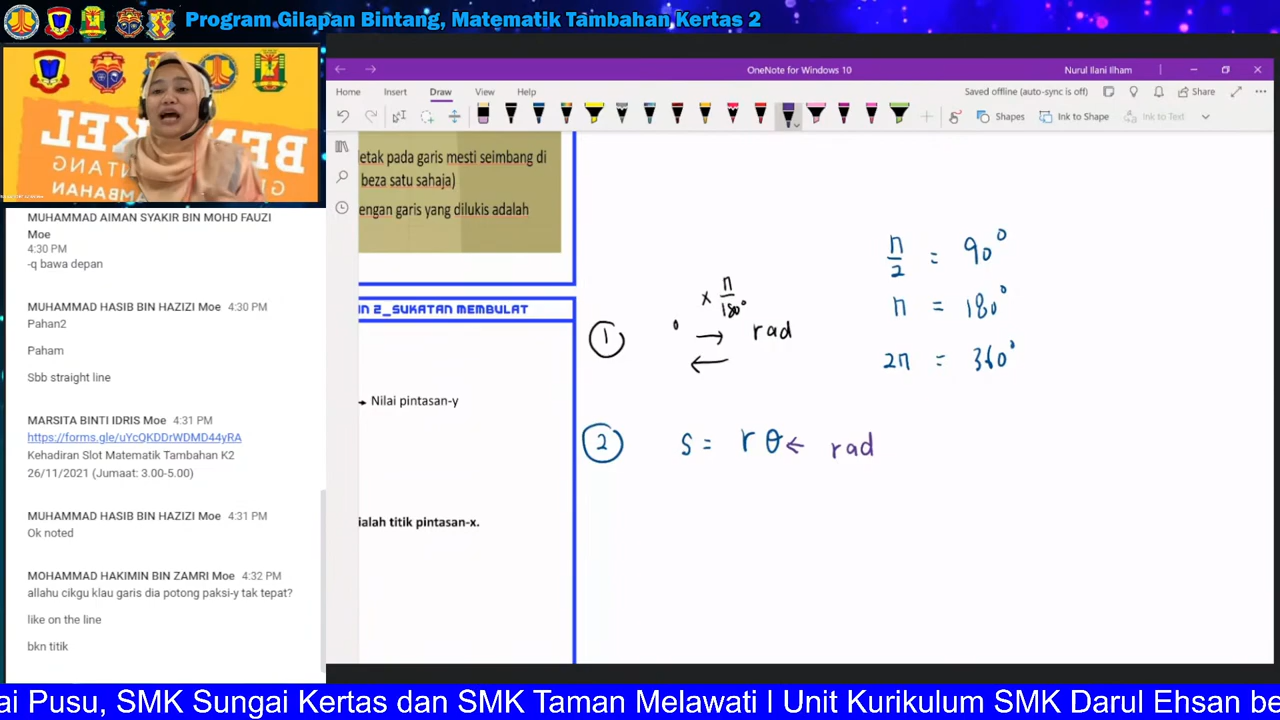 Program Gilapan Bintang, Matematik Tambahan Kertas 2
OneNote for Windows 10
Nurul Ilani Ilham
Home Insert Draw View Help
Saved offline (auto-sync is off)
Share
Shapes
Ink to Shape
Ink to Text
BENGKEL
MUHAMMAD AIMAN SYAKIR BIN MOHD FAUZI
Moe
4:30 PM
-q bawa depan
MUHAMMAD HASIB BIN HAZIZI Moe 4:30 PM
Pahan2
Paham
Sbb straight line
MARSITA BINTI IDRIS Moe 4:31 PM
https://forms.gle/uYcQKDDrWDMD44yRA
Kehadiran Slot Matematik Tambahan K2
26/11/2021 (Jumaat: 3.00-5.00)
MUHAMMAD HASIB BIN HAZIZI Moe 4:31 PM
Ok noted
MOHAMMAD HAKIMIN BIN ZAMRI Moe 4:32 PM
allahu cikgu klau garis dia potong paksi-y tak tepat?
like on the line
bkn titik
letak pada garis mesti seimbang di
beza satu sahaja)
engan garis yang dilukis adalah
N 2_SUKATAN MEMBULAT
Nilai pintasan-y
ialah titik pintasan-x.
1
x π/180°
° → rad
←
π/2 = 90°
π = 180°
2π = 360°
2 s = rθ ← rad
ai Pusu, SMK Sungai Kertas dan SMK Taman Melawati I Unit Kurikulum SMK Darul Ehsan be